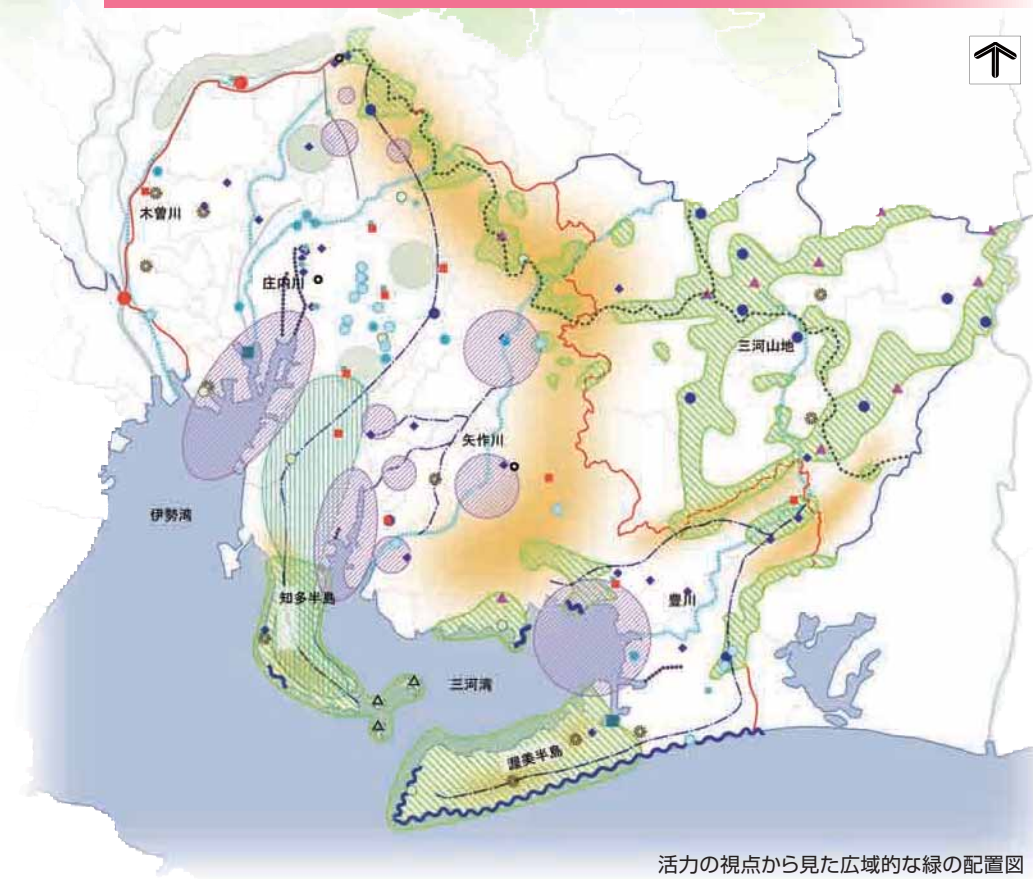 木曽川
庄内川
三河山地
矢作川
伊勢湾
知多半島
豊川
三河湾
渥美半島
活力の視点から見た広域的な緑の配置図